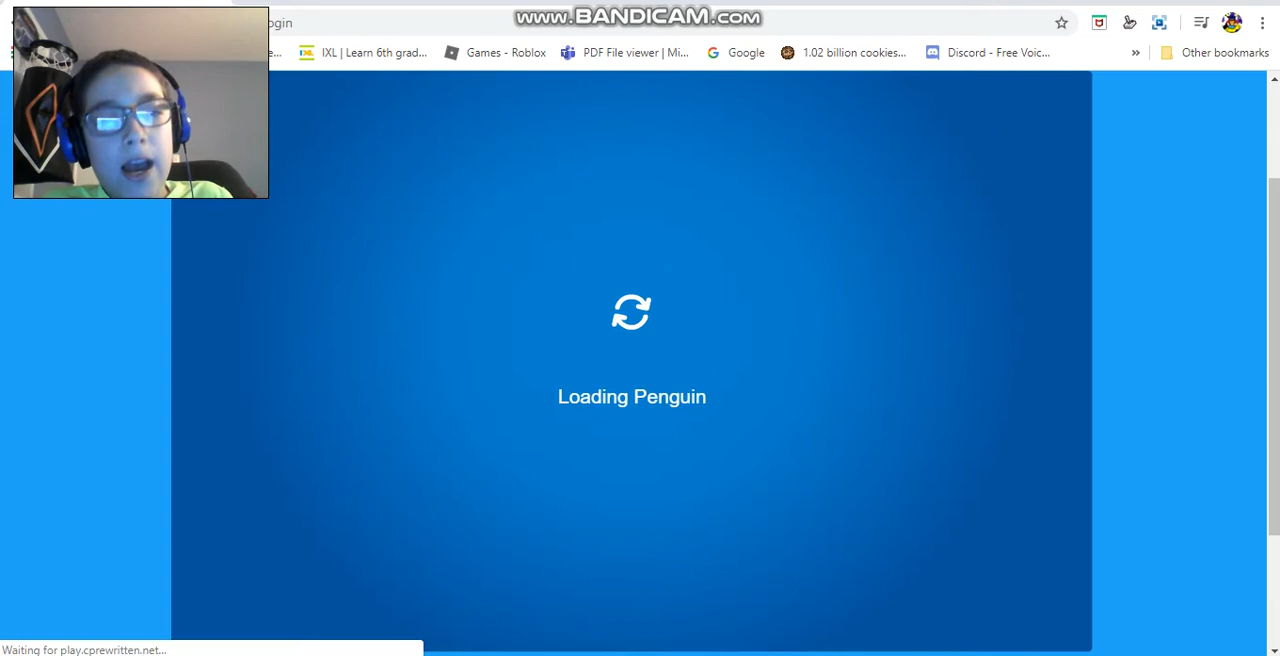 www.BANDICAM.com
ogin
e...
IXL | Learn 6th grad...
Games - Roblox
PDF File viewer | Mi...
Google
1.02 billion cookies...
Discord - Free Voic...
»
Other bookmarks
Loading Penguin
Waiting for play.cprewritten.net...